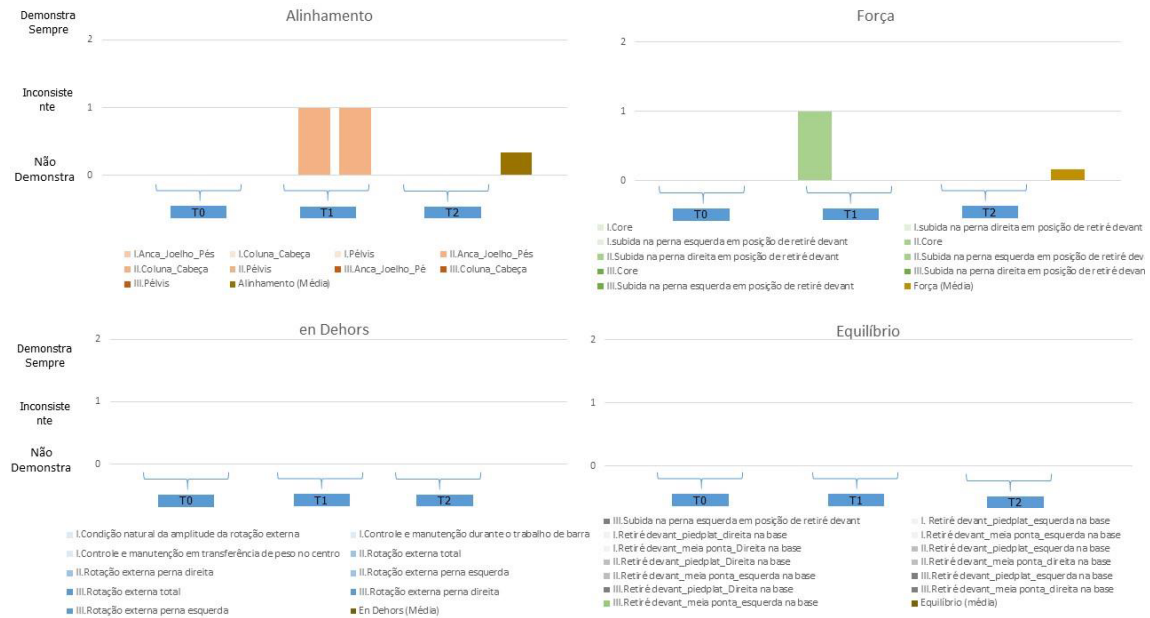 Alinhamento
Demonstra
Sempre
2
Inconsiste
nte
1
Não
Demonstra
0
T0
T1
T2
I.Anca_Joelho_Pés I.Coluna_Cabeça I.Pélvis II.Anca_Joelho_Pés
II.Coluna_Cabeça II.Pélvis III.Anca_Joelho_Pé III.Coluna_Cabeça
III.Pélvis Alinhamento (Média)
Força
2
1
0
T0
T1
T2
I.Core I.subida na perna direita em posição de retiré devant
I.subida na perna esquerda em posição de retiré devant II.Core
II.Subida na perna direita em posição de retiré devant II.Subida na perna esquerda em posição de retiré dev
III.Core III.Subida na perna direita em posição de retiré devan
III.Subida na perna esquerda em posição de retiré devant Força (Média)
en Dehors
Demonstra
Sempre
2
Inconsiste
nte
1
Não
Demonstra
0
T0
T1
T2
I.Condição natural da amplitude da rotação externa I.Controle e manutenção durante o trabalho de barra
I.Controle e manutenção em transferência de peso no centro II.Rotação externa total
II.Rotação externa perna direita II.Rotação externa perna esquerda
III.Rotação externa total III.Rotação externa perna direita
III.Rotação externa perna esquerda En Dehors (Média)
Equilíbrio
2
1
0
T0
T1
T2
III.Subida na perna esquerda em posição de retiré devant I. Retiré devant_piedplat_esquerda na base
I.Retiré devant_piedplat_direita na base I.Retiré devant_meia ponta_esquerda na base
I.Retiré devant_meia ponta_Direita na base II.Retiré devant_piedplat_esquerda na base
II.Retiré devant_piedplat_Direita na base II.Retiré devant_meia ponta_direita na base
II.Retiré devant_meia ponta_esquerda na base III.Retiré devant_piedplat_esquerda na base
III.Retiré devant_piedplat_Direita na base III.Retiré devant_meia ponta_direita na base
III.Retiré devant_meia ponta_esquerda na base Equilíbrio (média)